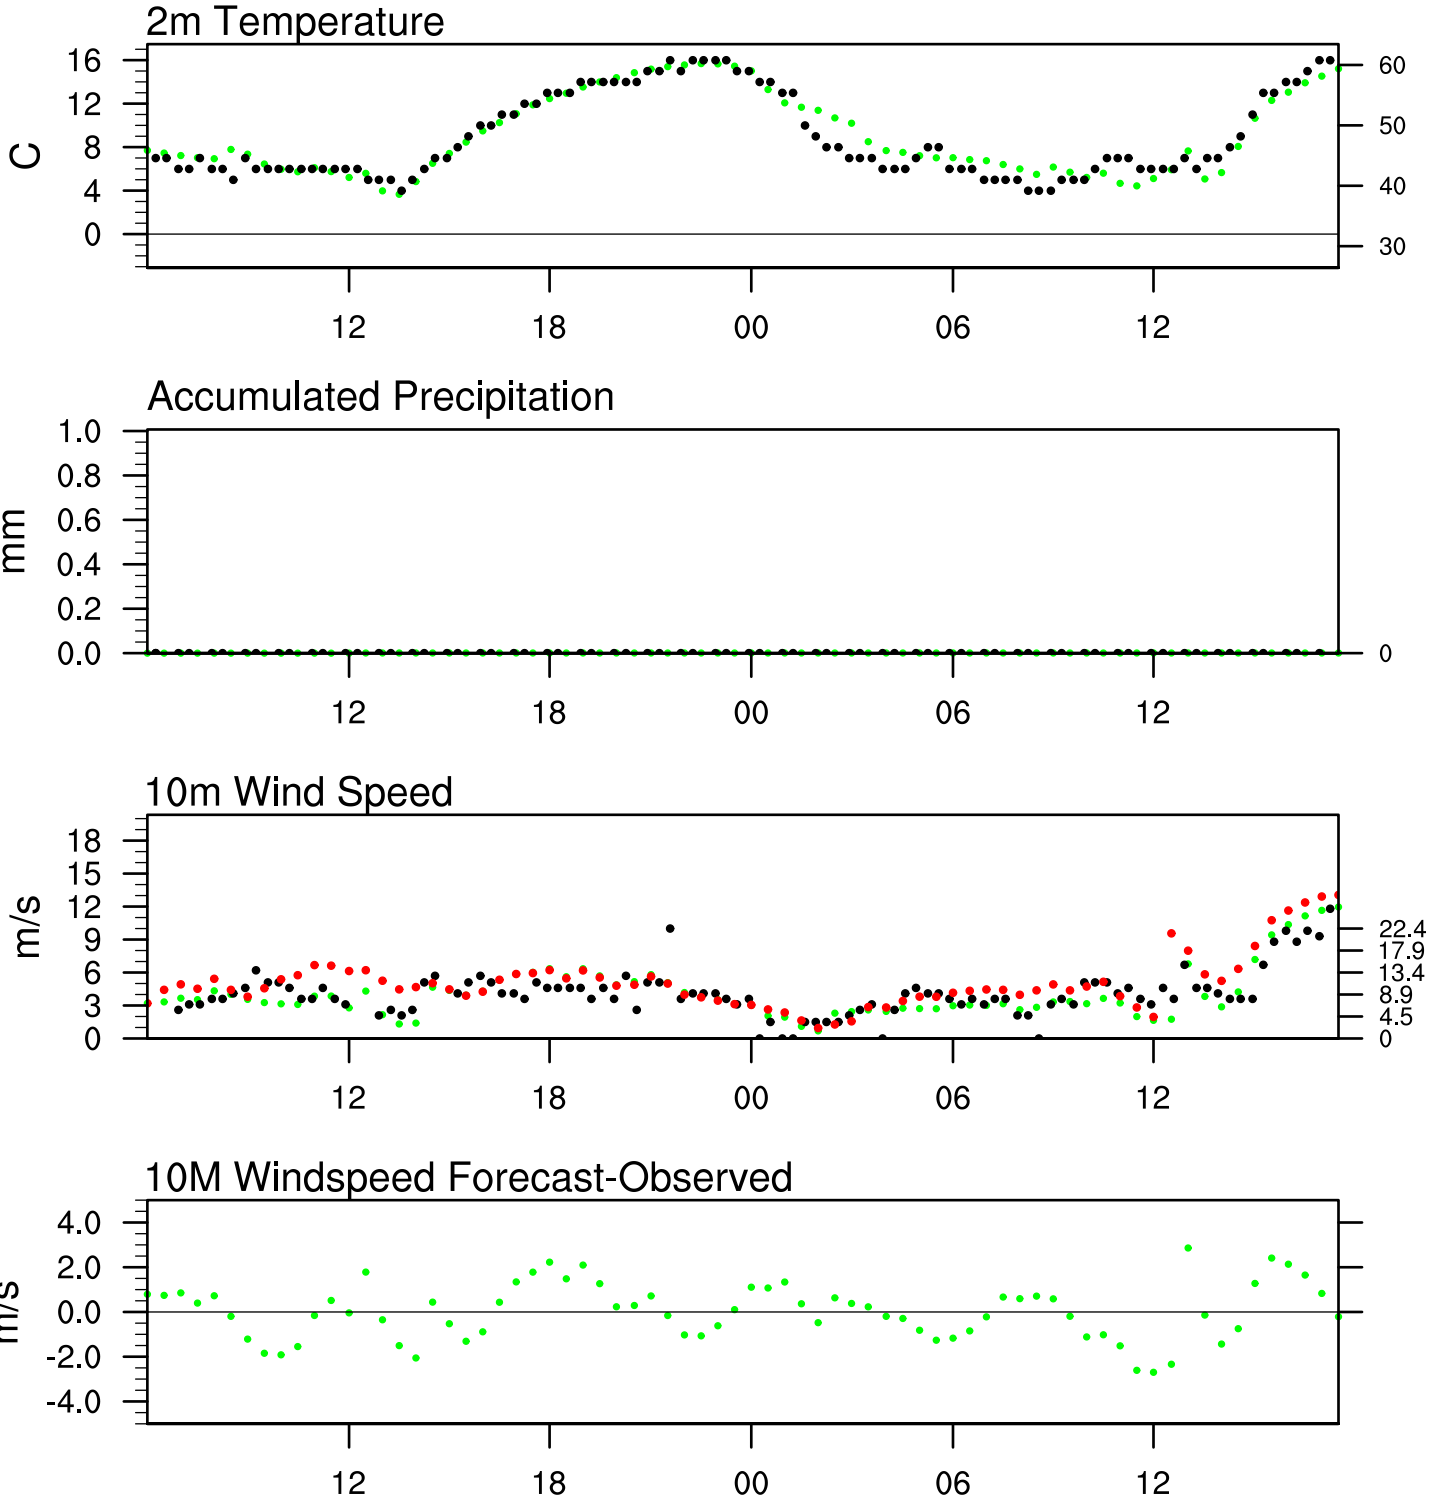 2m Temperature
16
12
8
4
0
C
60
50
40
30
12 18 00 06 12
Accumulated Precipitation
1.0
0.8
0.6
0.4
0.2
0.0
mm
0
12 18 00 06 12
10m Wind Speed
18
15
12
9
6
3
0
m/s
22.4
17.9
13.4
8.9
4.5
0
12 18 00 06 12
10M Windspeed Forecast-Observed
4.0
2.0
0.0
-2.0
-4.0
m/s
12 18 00 06 12